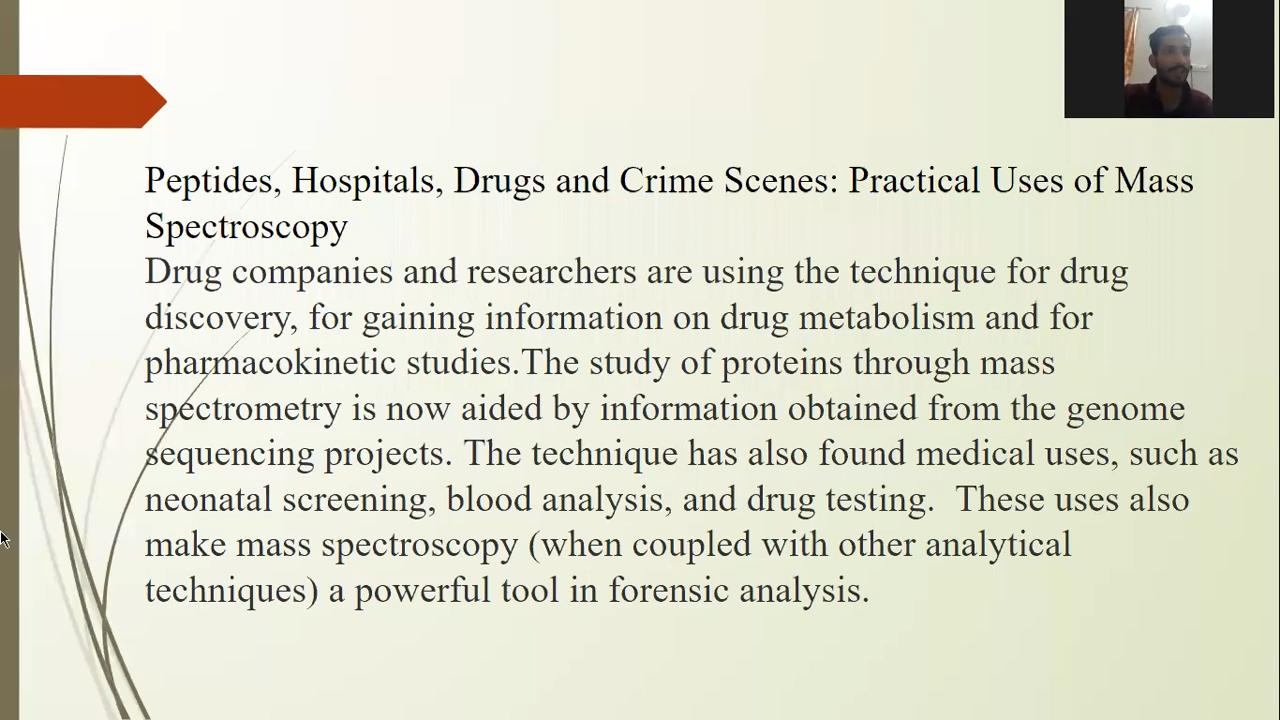 Peptides, Hospitals, Drugs and Crime Scenes: Practical Uses of Mass
Spectroscopy
Drug companies and researchers are using the technique for drug
discovery, for gaining information on drug metabolism and for
pharmacokinetic studies.The study of proteins through mass
spectrometry is now aided by information obtained from the genome
sequencing projects. The technique has also found medical uses, such as
neonatal screening, blood analysis, and drug testing.  These uses also
make mass spectroscopy (when coupled with other analytical
techniques) a powerful tool in forensic analysis.